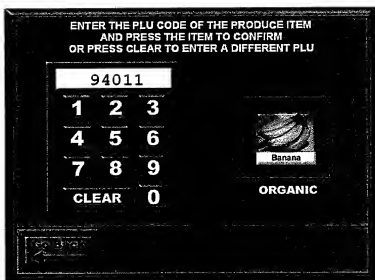 ENTER THE PLU CODE OF THE PRODUCE ITEM
AND PRESS THE ITEM TO CONFIRM
OR PRESS CLEAR TO ENTER A DIFFERENT PLU
94011
1 2 3
4 5 6
7 8 9
CLEAR 0
Banana
ORGANIC